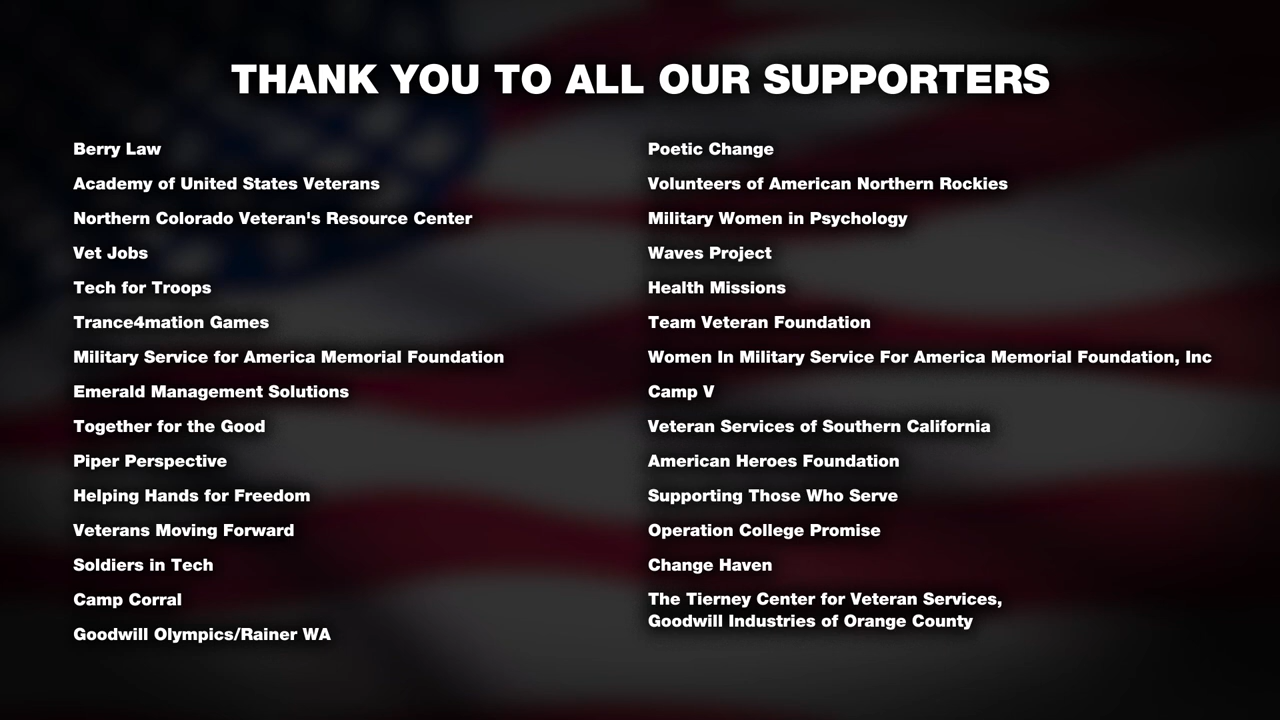 THANK YOU TO ALL OUR SUPPORTERS
Berry Law
Academy of United States Veterans
Northern Colorado Veteran's Resource Center
Vet Jobs
Tech for Troops
Trance4mation Games
Military Service for America Memorial Foundation
Emerald Management Solutions
Together for the Good
Piper Perspective
Helping Hands for Freedom
Veterans Moving Forward
Soldiers in Tech
Camp Corral
Goodwill Olympics/Rainer WA
Poetic Change
Volunteers of American Northern Rockies
Military Women in Psychology
Waves Project
Health Missions
Team Veteran Foundation
Women In Military Service For America Memorial Foundation, Inc
Camp V
Veteran Services of Southern California
American Heroes Foundation
Supporting Those Who Serve
Operation College Promise
Change Haven
The Tierney Center for Veteran Services,
Goodwill Industries of Orange County